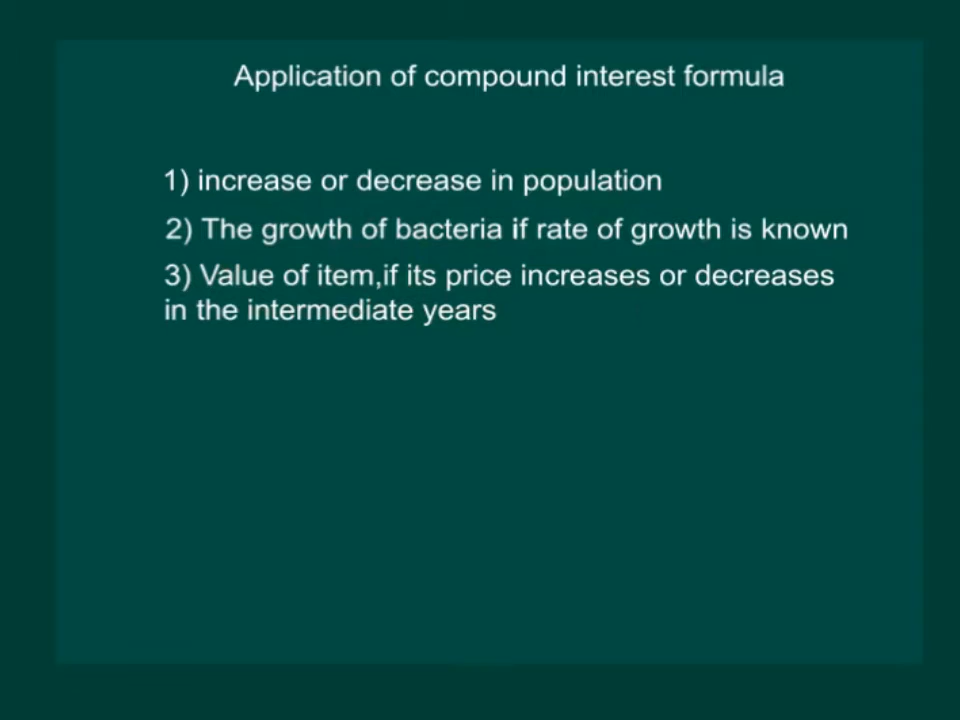 Application of compound interest formula
1) increase or decrease in population
2) The growth of bacteria if rate of growth is known
3) Value of item,if its price increases or decreases
in the intermediate years